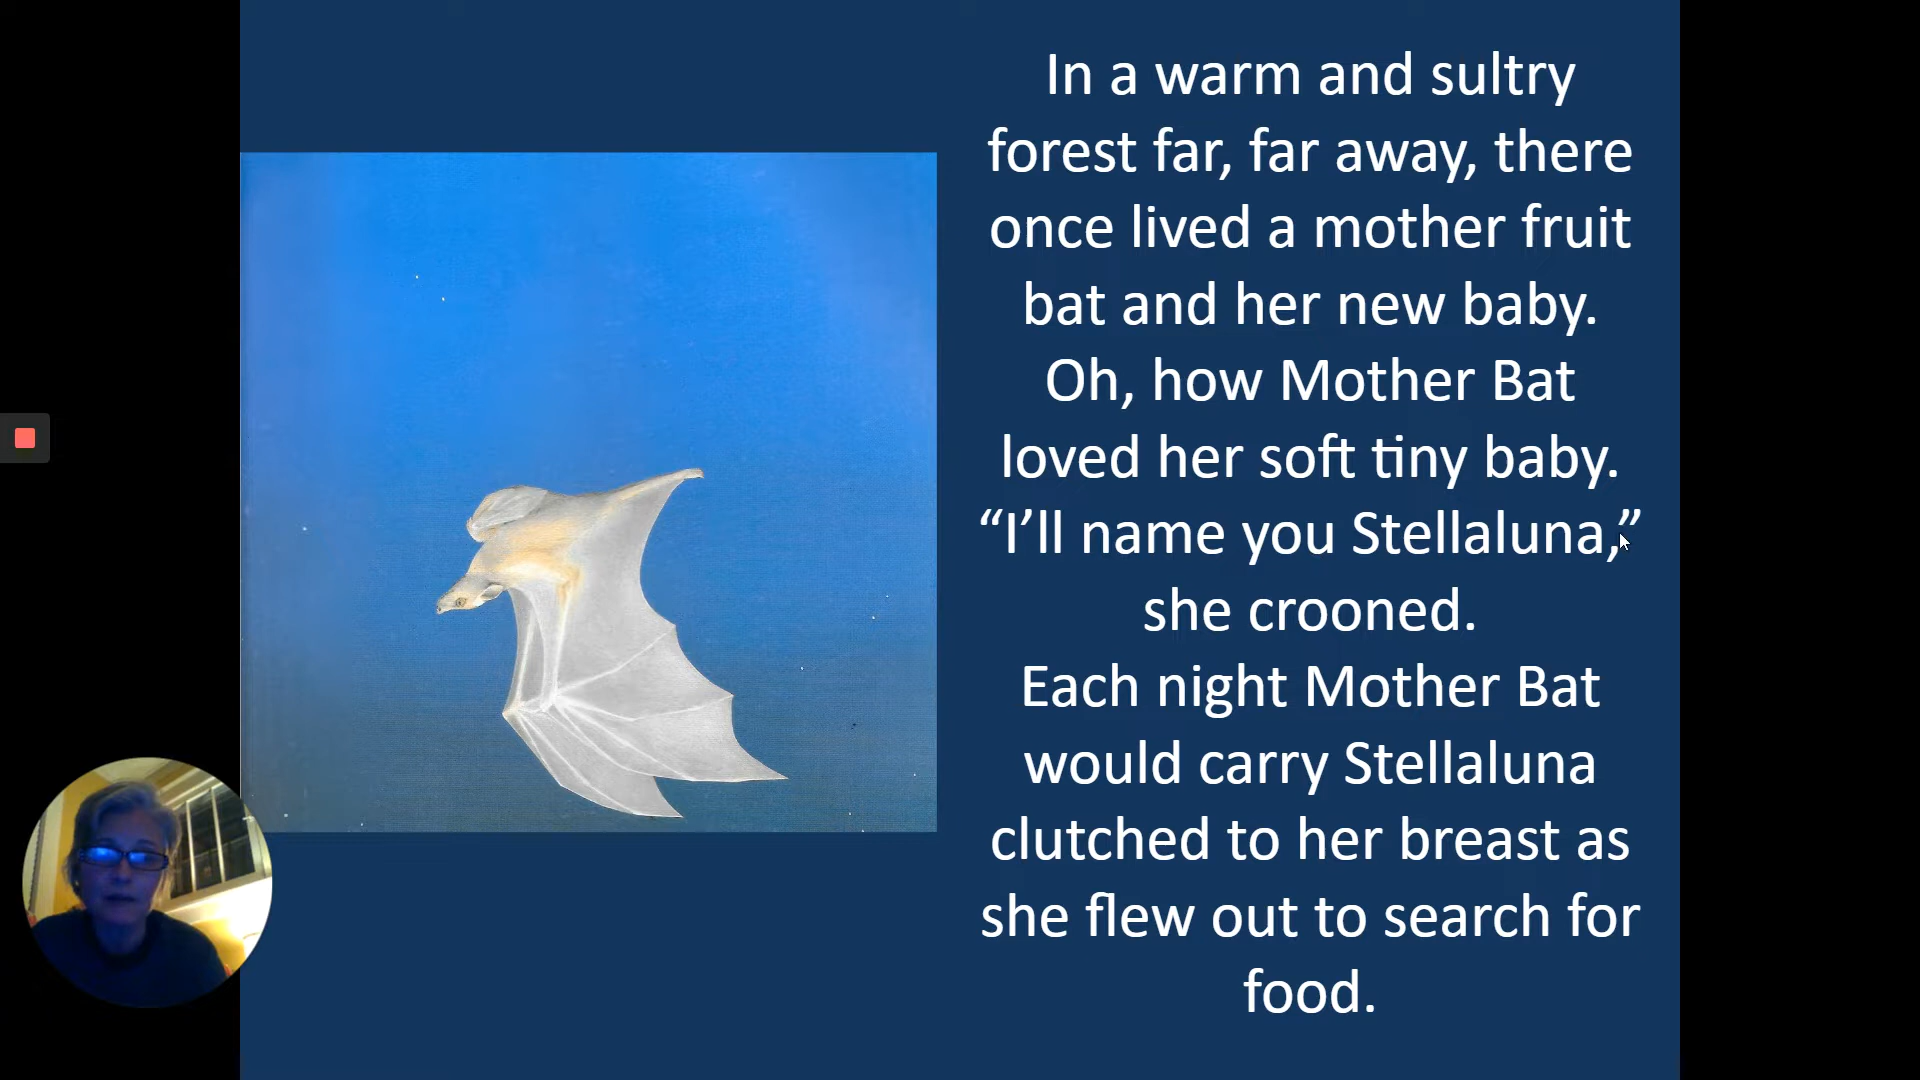 In a warm and sultry
forest far, far away, there
once lived a mother fruit
bat and her new baby.
Oh, how Mother Bat
loved her soft tiny baby.
“I’ll name you Stellaluna,”
she crooned.
Each night Mother Bat
would carry Stellaluna
clutched to her breast as
she flew out to search for
food.